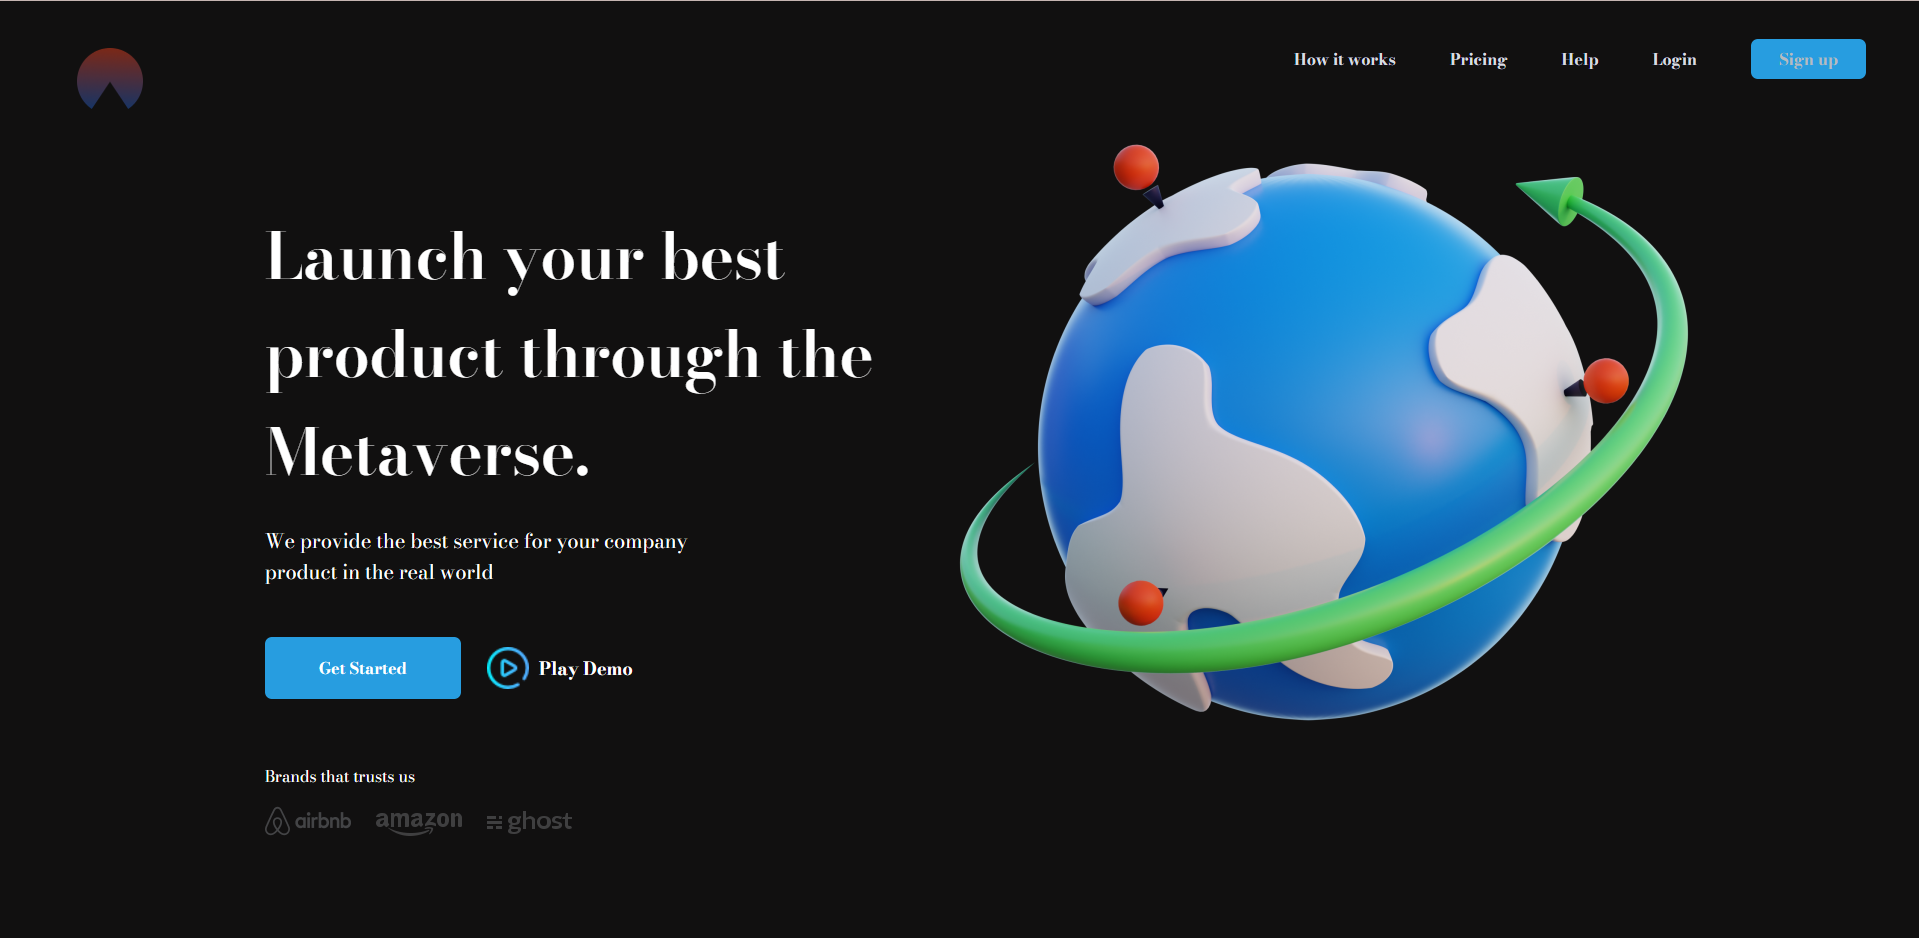 How it works
Pricing
Help
Login
Sign up
Launch your best
product through the
Metaverse.
We provide the best service for your company
product in the real world
Get Started
Play Demo
Brands that trusts us
airbnb
amazon
ghost